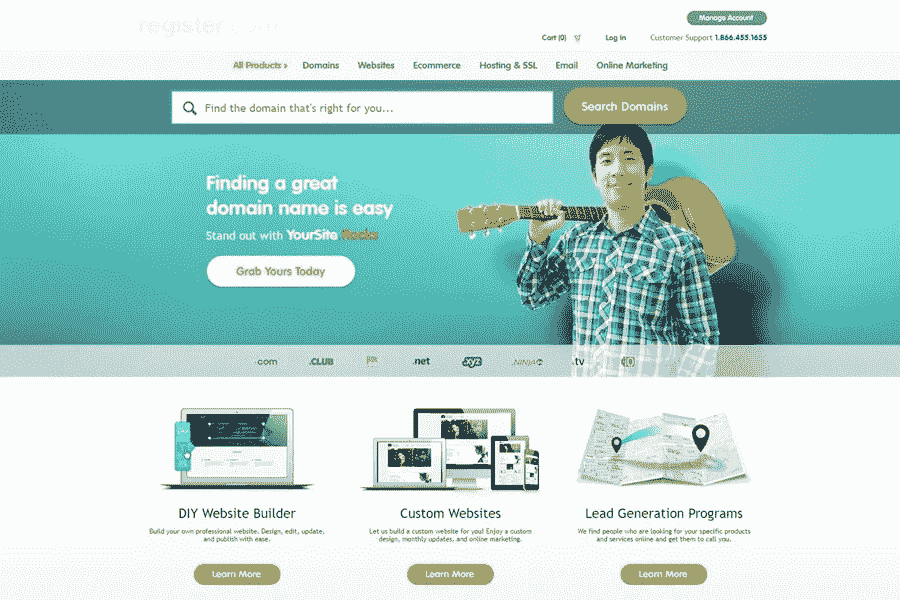 register.com
Manage Account
Cart (0) Log In Customer Support 1.866.455.1655
All Products › Domains Websites Ecommerce Hosting & SSL Email Online Marketing
Find the domain that's right for you...
Search Domains
Finding a great
domain name is easy
Stand out with YourSite Rocks
Grab Yours Today
.com .CLUB .net .xyz .NINJA .tv
DIY Website Builder
Build your own professional website. Design, edit, update,
and publish with ease.
Learn More
Custom Websites
Let us build a custom website for you! Enjoy a custom
design, monthly updates, and online marketing.
Learn More
Lead Generation Programs
We find people who are looking for your specific products
and services online and get them to call you.
Learn More